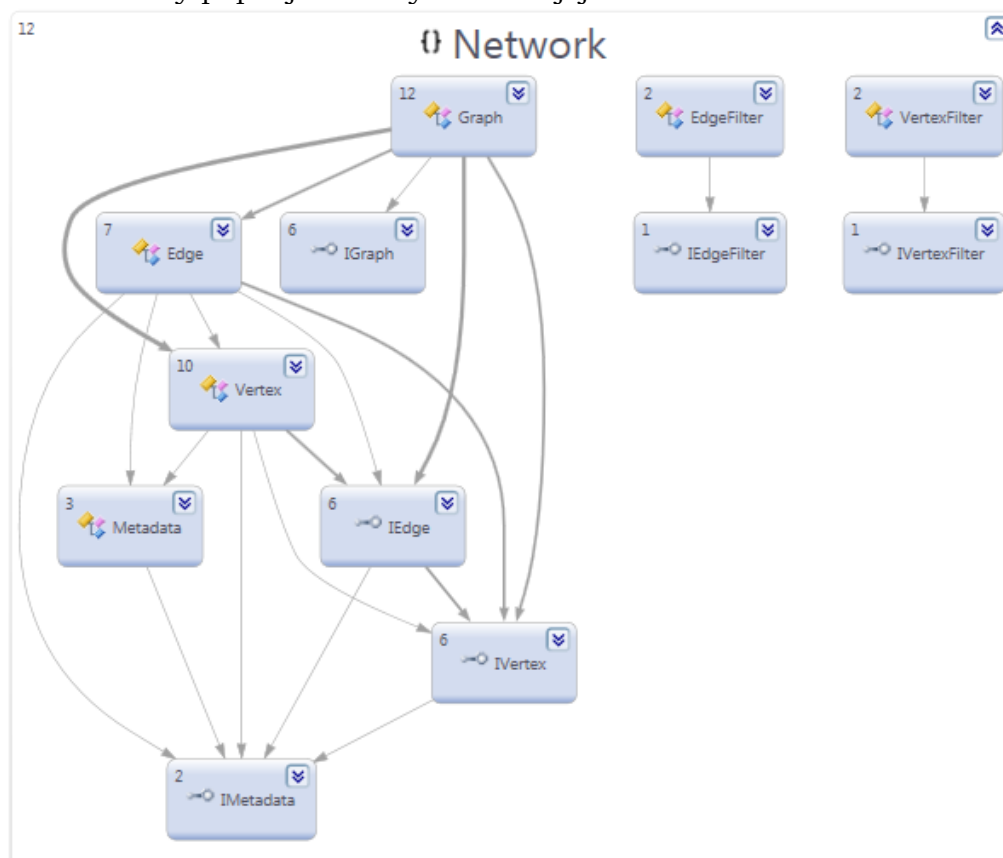 12
{} Network
12 Graph
2 EdgeFilter
2 VertexFilter
7 Edge
6 IGraph
1 IEdgeFilter
1 IVertexFilter
10 Vertex
3 Metadata
6 IEdge
6 IVertex
2 IMetadata